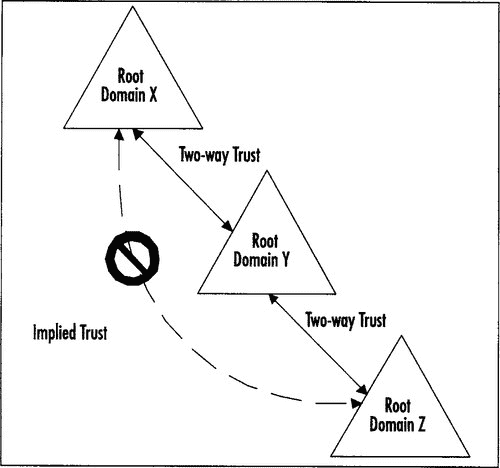 Root
Domain X
Two-way Trust
Root
Domain Y
Two-way Trust
Implied Trust
Root
Domain Z